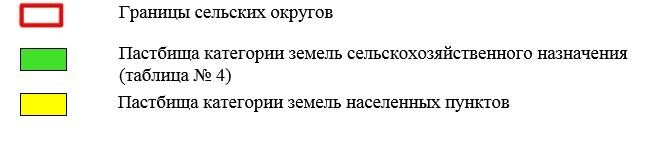 Границы сельских округов
Пастбища категории земель сельскохозяйственного назначения
(таблица № 4)
Пастбища категории земель населенных пунктов